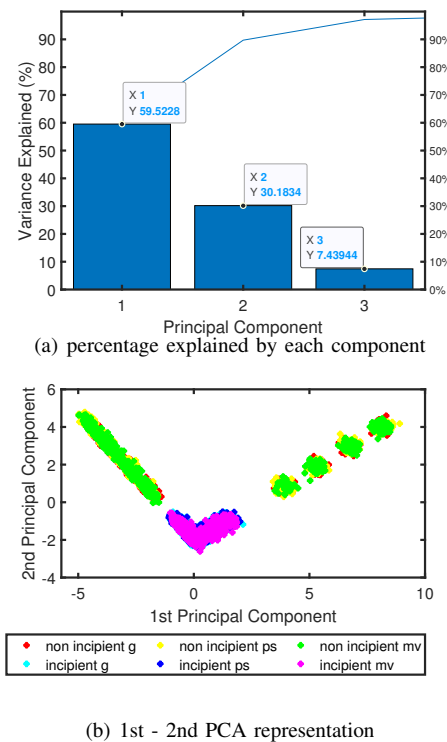 90
80
70
60
50
40
30
20
10
0
Variance Explained (%)
90%
80%
70%
60%
50%
40%
30%
20%
10%
0%
X 1
Y 59.5228
X 2
Y 30.1834
X 3
Y 7.43944
1 2 3
Principal Component
(a) percentage explained by each component
6
4
2
0
-2
-4
2nd Principal Component
-5 0 5 10
1st Principal Component
non incipient g non incipient ps non incipient mv
incipient g incipient ps incipient mv
(b) 1st - 2nd PCA representation